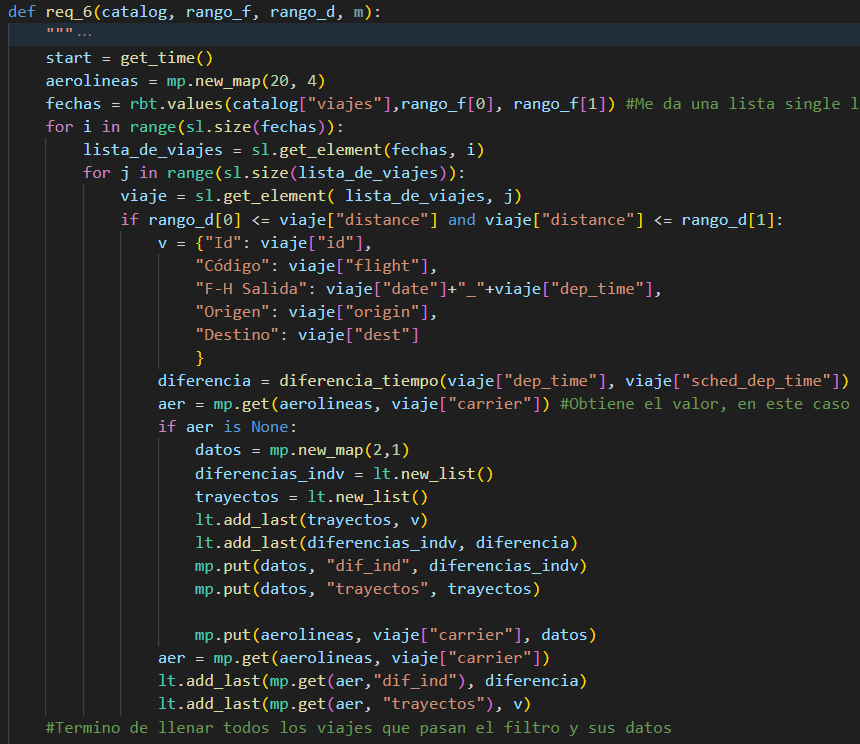 def req_6(catalog, rango_f, rango_d, m):
    """...
    start = get_time()
    aerolineas = mp.new_map(20, 4)
    fechas = rbt.values(catalog["viajes"],rango_f[0], rango_f[1]) #Me da una lista single l
    for i in range(sl.size(fechas)):
        lista_de_viajes = sl.get_element(fechas, i)
        for j in range(sl.size(lista_de_viajes)):
            viaje = sl.get_element( lista_de_viajes, j)
            if rango_d[0] <= viaje["distance"] and viaje["distance"] <= rango_d[1]:
                v = {"Id": viaje["id"],
                    "Código": viaje["flight"],
                    "F-H Salida": viaje["date"]+"_"+viaje["dep_time"],
                    "Origen": viaje["origin"],
                    "Destino": viaje["dest"]
                    }
                diferencia = diferencia_tiempo(viaje["dep_time"], viaje["sched_dep_time"])
                aer = mp.get(aerolineas, viaje["carrier"]) #Obtiene el valor, en este caso
                if aer is None:
                    datos = mp.new_map(2,1)
                    diferencias_indv = lt.new_list()
                    trayectos = lt.new_list()
                    lt.add_last(trayectos, v)
                    lt.add_last(diferencias_indv, diferencia)
                    mp.put(datos, "dif_ind", diferencias_indv)
                    mp.put(datos, "trayectos", trayectos)

                    mp.put(aerolineas, viaje["carrier"], datos)
                aer = mp.get(aerolineas, viaje["carrier"])
                lt.add_last(mp.get(aer,"dif_ind"), diferencia)
                lt.add_last(mp.get(aer, "trayectos"), v)
    #Termino de llenar todos los viajes que pasan el filtro y sus datos